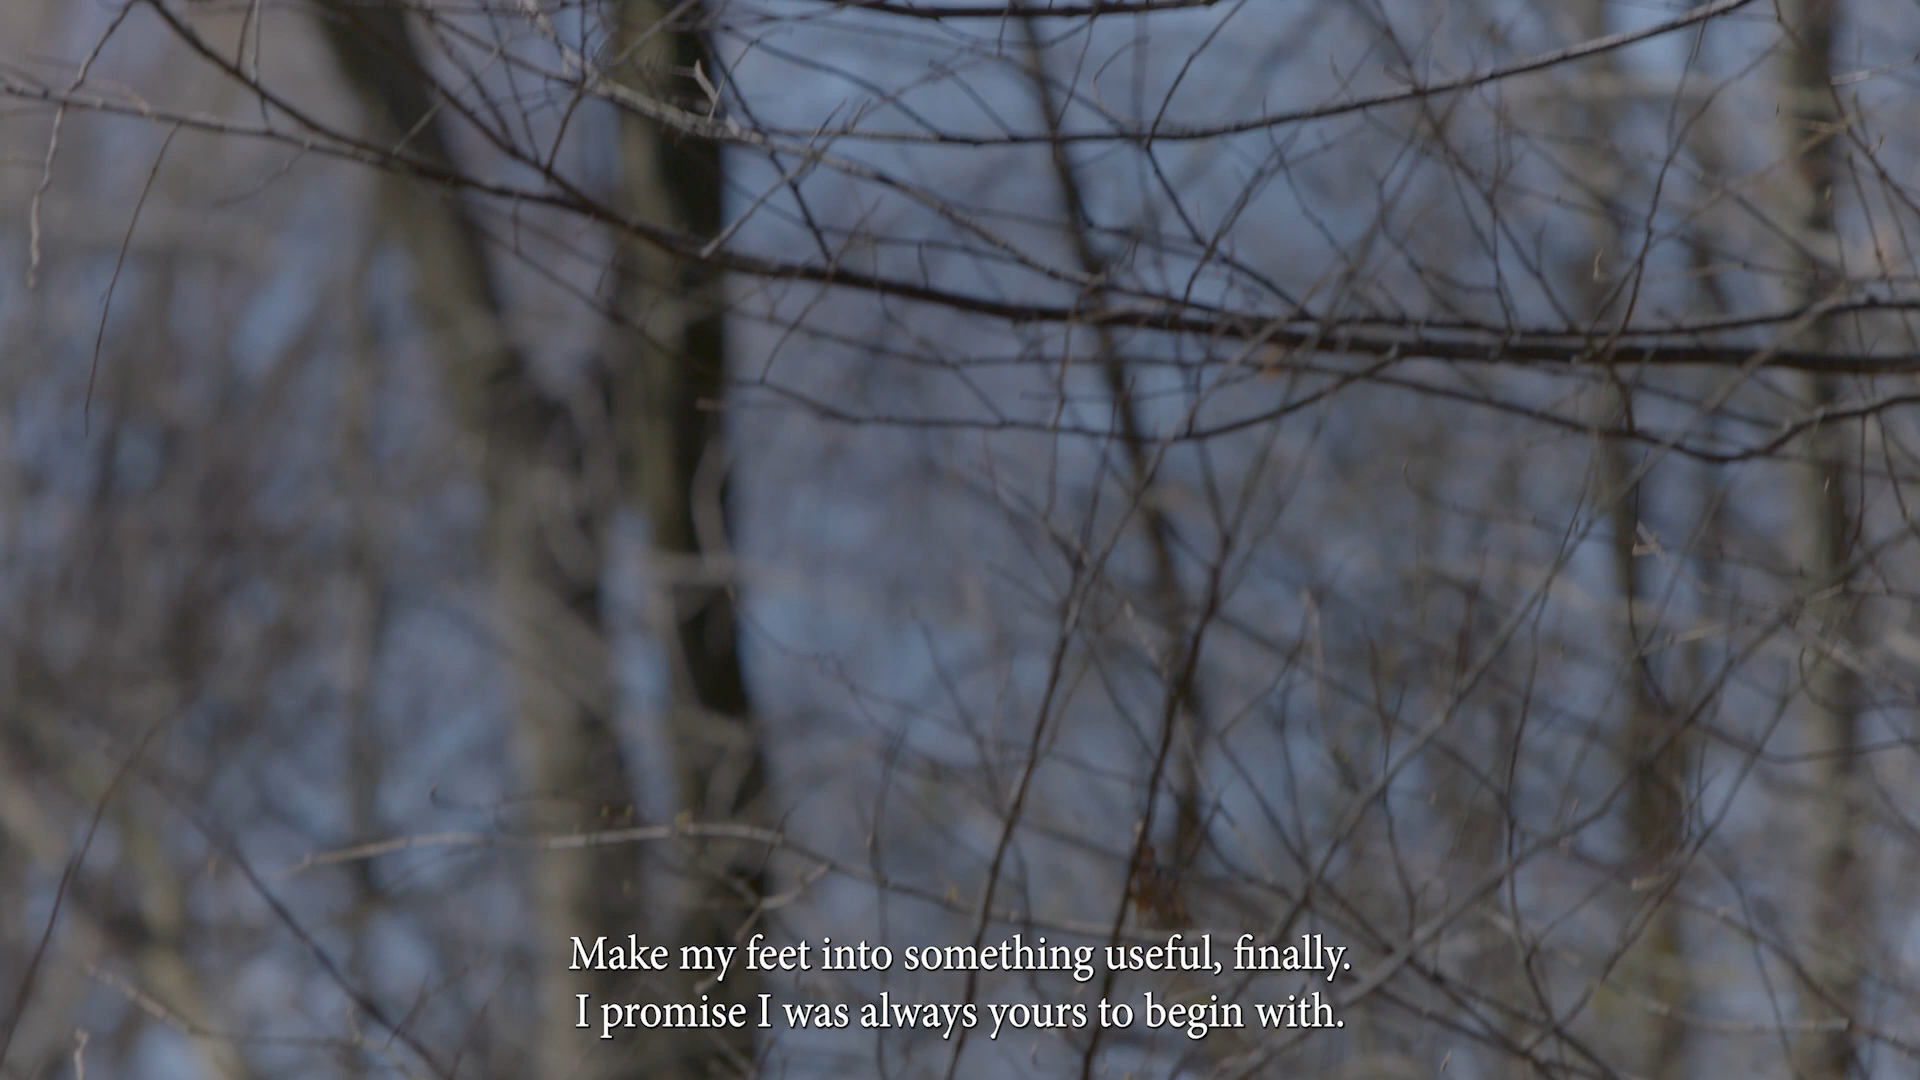 Make my feet into something useful, finally.
I promise I was always yours to begin with.